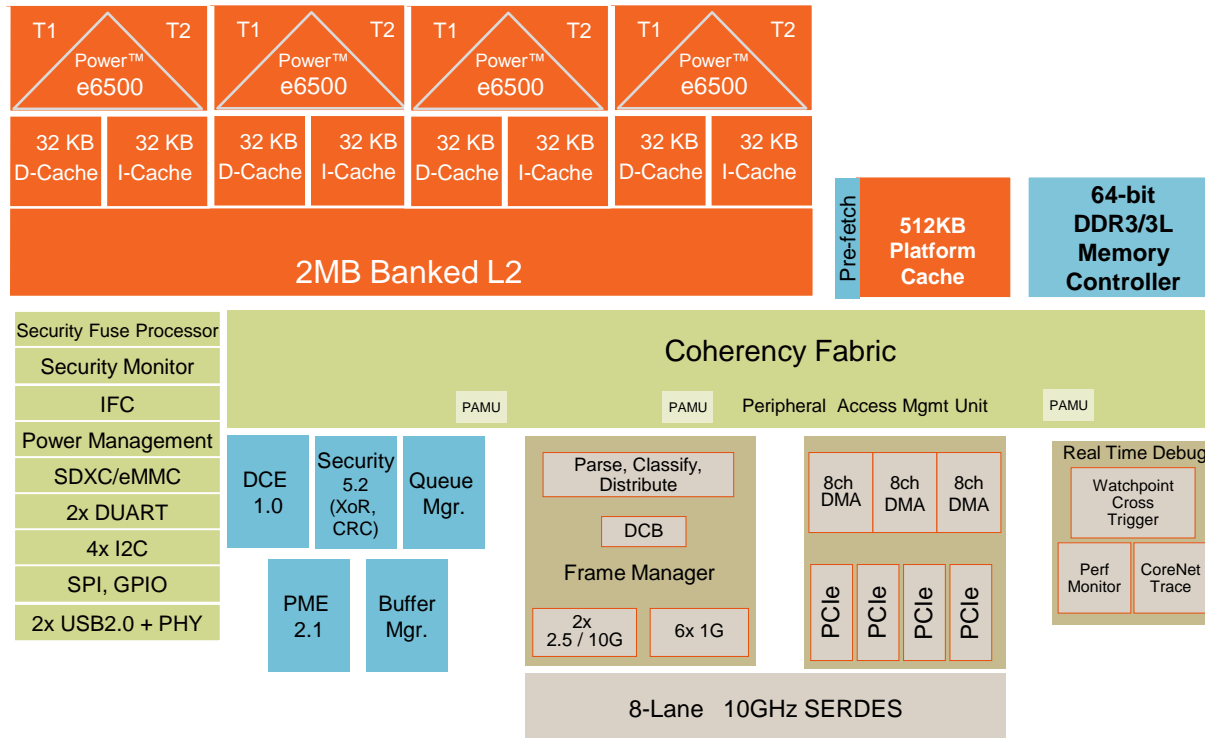 T1 T2
Power™
e6500
T1 T2
Power™
e6500
T1 T2
Power™
e6500
T1 T2
Power™
e6500
32 KB
D-Cache
32 KB
I-Cache
32 KB
D-Cache
32 KB
I-Cache
32 KB
D-Cache
32 KB
I-Cache
32 KB
D-Cache
32 KB
I-Cache
2MB Banked L2
Pre-fetch
512KB
Platform
Cache
64-bit
DDR3/3L
Memory
Controller
Security Fuse Processor
Security Monitor
IFC
Power Management
SDXC/eMMC
2x DUART
4x I2C
SPI, GPIO
2x USB2.0 + PHY
Coherency Fabric
PAMU
PAMU
Peripheral Access Mgmt Unit
PAMU
DCE
1.0
Security
5.2
(XoR,
CRC)
Queue
Mgr.
PME
2.1
Buffer
Mgr.
Parse, Classify,
Distribute
DCB
Frame Manager
2x
2.5 / 10G
6x 1G
8ch
DMA
8ch
DMA
8ch
DMA
PCIe
PCIe
PCIe
PCIe
Real Time Debug
Watchpoint
Cross
Trigger
Perf
Monitor
CoreNet
Trace
8-Lane 10GHz SERDES